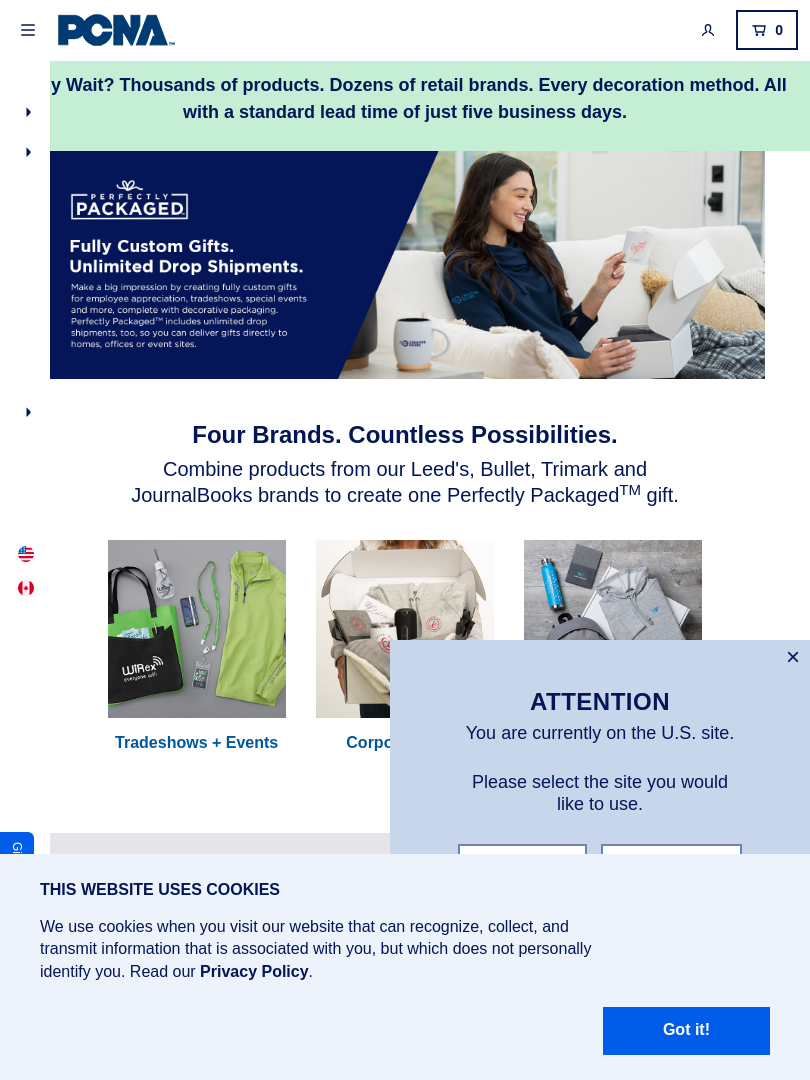 PCNA
0
y Wait? Thousands of products. Dozens of retail brands. Every decoration method. All
with a standard lead time of just five business days.
PERFECTLY
PACKAGED
Fully Custom Gifts.
Unlimited Drop Shipments.
Make a big impression by creating fully custom gifts
for employee appreciation, tradeshows, special events
and more, complete with decorative packaging.
Perfectly Packaged™ includes unlimited drop
shipments, too, so you can deliver gifts directly to
homes, offices or event sites.
Four Brands. Countless Possibilities.
Combine products from our Leed's, Bullet, Trimark and
JournalBooks brands to create one Perfectly Packaged™ gift.
WIRex
everyone wifi
Tradeshows + Events
Corpo
ATTENTION
You are currently on the U.S. site.
Please select the site you would
like to use.
THIS WEBSITE USES COOKIES
We use cookies when you visit our website that can recognize, collect, and
transmit information that is associated with you, but which does not personally
identify you. Read our Privacy Policy.
Got it!